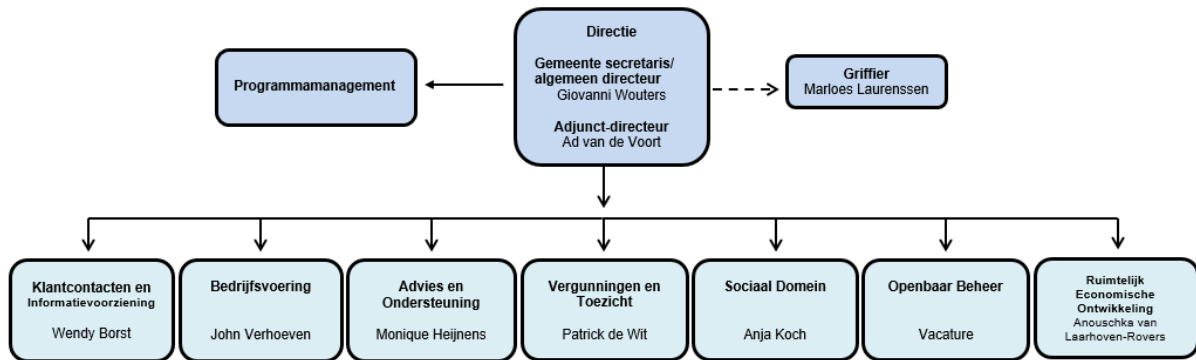 Directie
Gemeente secretaris/
algemeen directeur
Giovanni Wouters
Adjunct-directeur
Ad van de Voort
Programmamanagement
Griffier
Marloes Laurenssen
Klantcontacten en
Informatievoorziening
Wendy Borst
Bedrijfsvoering
John Verhoeven
Advies en
Ondersteuning
Monique Heijnens
Vergunningen en
Toezicht
Patrick de Wit
Sociaal Domein
Anja Koch
Openbaar Beheer
Vacature
Ruimtelijk
Economische
Ontwikkeling
Anouschka van
Laarhoven-Rovers